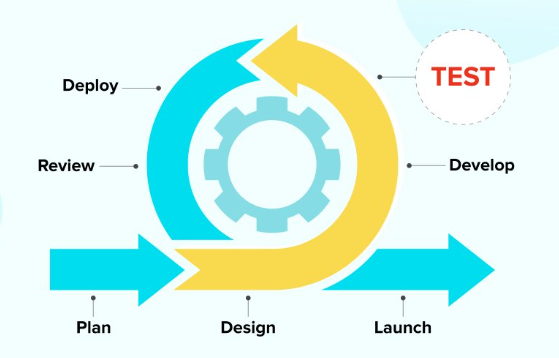 Deploy
TEST
Review
Develop
Plan
Design
Launch